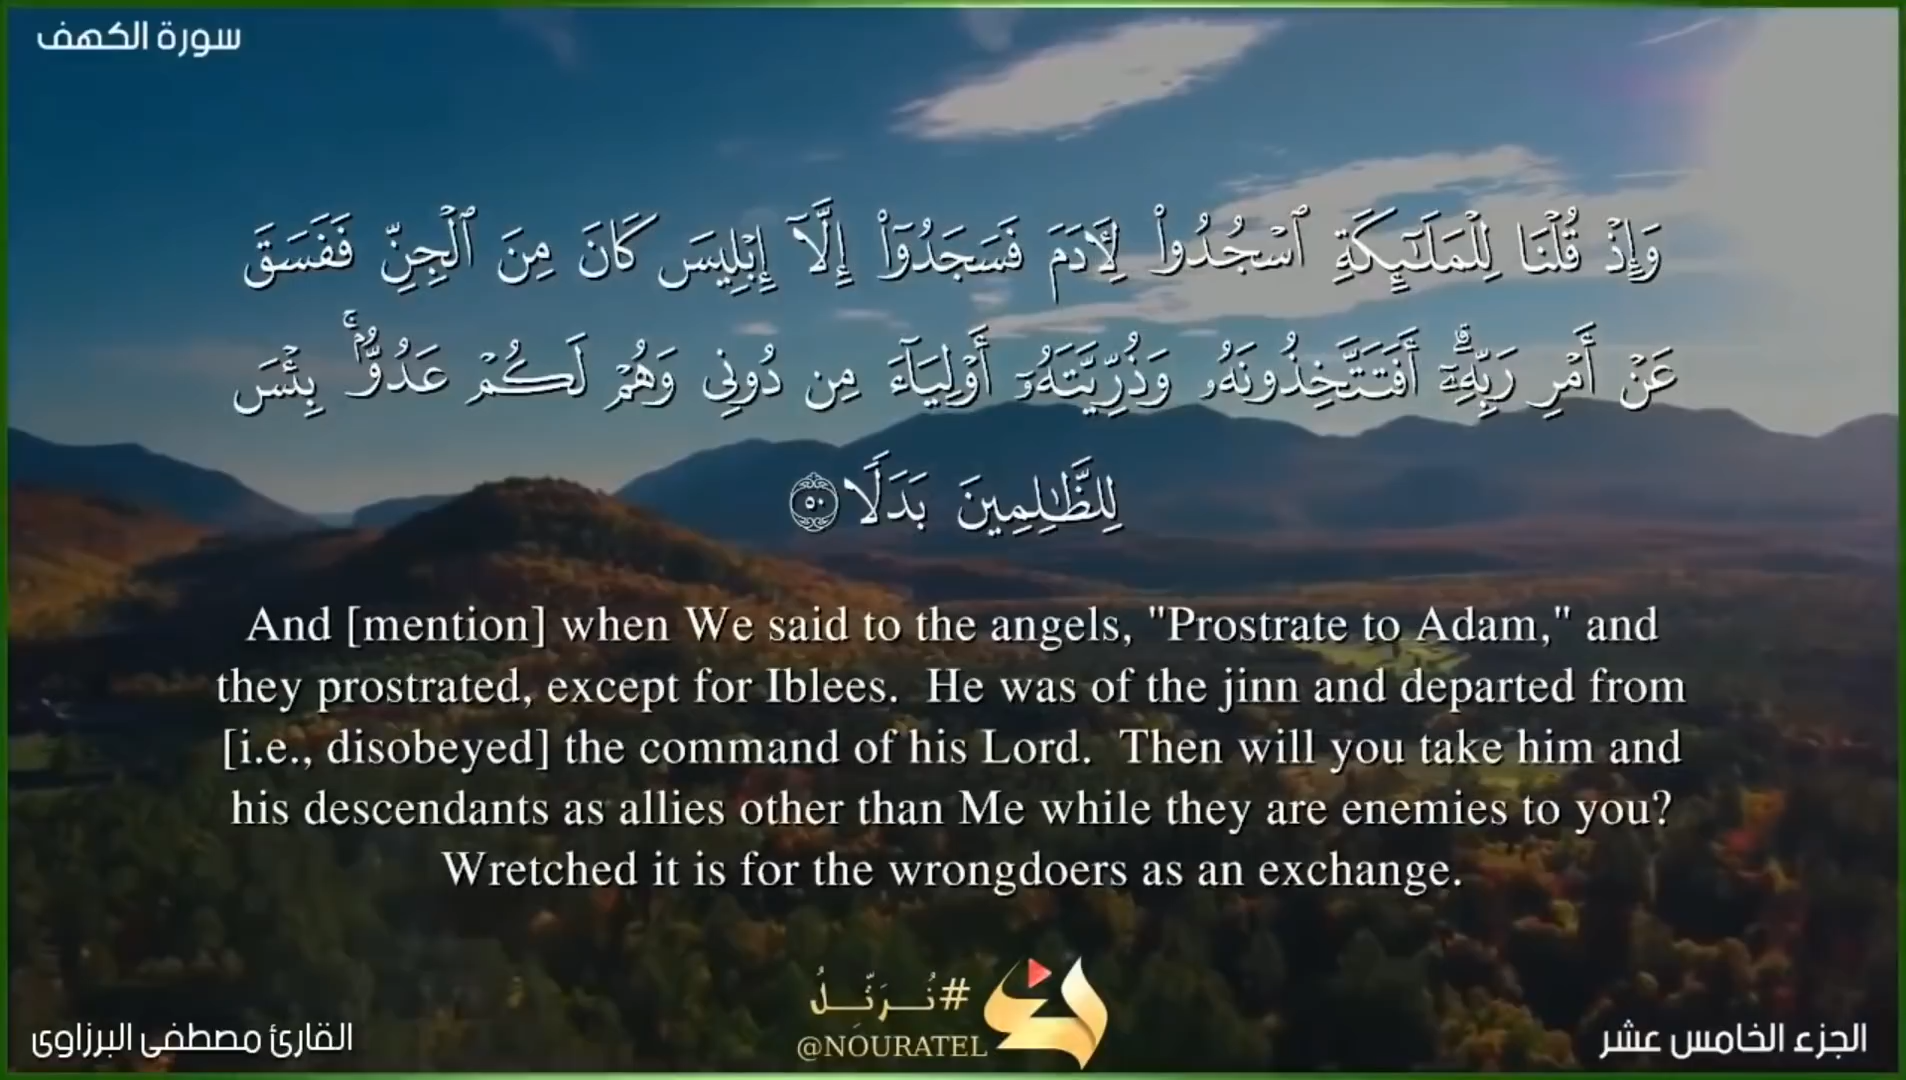 سورة الكهف
وَإِذْ قُلْنَا لِلْمَلَـٰٓئِكَةِ ٱسْجُدُوا۟ لِـَٔادَمَ فَسَجَدُوٓا۟ إِلَّآ إِبْلِيسَ كَانَ مِنَ ٱلْجِنِّ فَفَسَقَ
عَنْ أَمْرِ رَبِّهِۦٓ ۗ أَفَتَتَّخِذُونَهُۥ وَذُرِّيَّتَهُۥٓ أَوْلِيَآءَ مِن دُونِى وَهُمْ لَكُمْ عَدُوٌّۢ ۚ بِئْسَ
لِلظَّـٰلِمِينَ بَدَلًا ٥٠
And [mention] when We said to the angels, "Prostrate to Adam," and
they prostrated, except for Iblees. He was of the jinn and departed from
[i.e., disobeyed] the command of his Lord. Then will you take him and
his descendants as allies other than Me while they are enemies to you?
Wretched it is for the wrongdoers as an exchange.
#نُرَتِّلُ
@NOURATEL
القارئ مصطفى البرزاوى
الجزء الخامس عشر